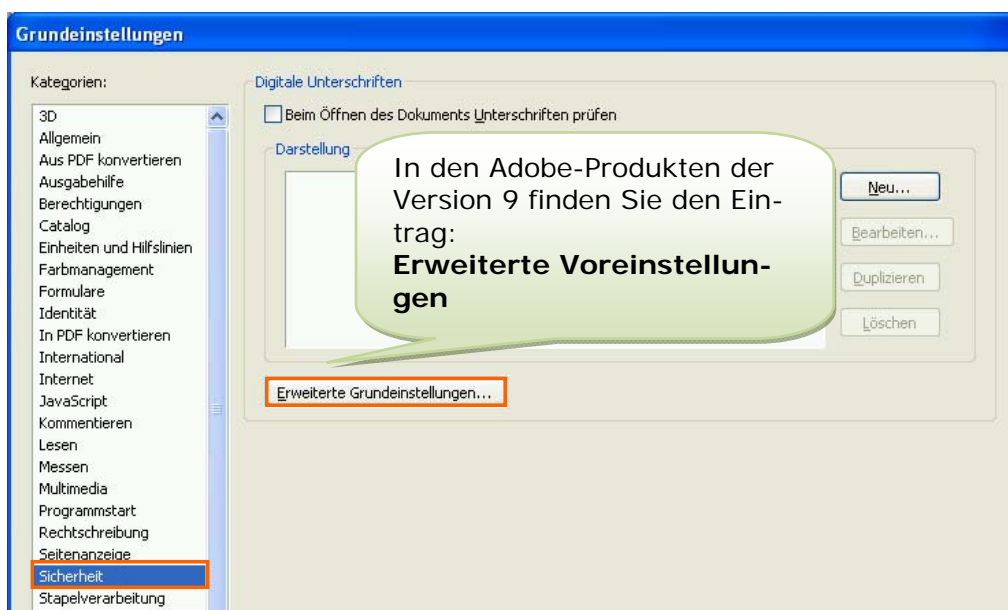 Grundeinstellungen
Kategorien:
3D
Allgemein
Aus PDF konvertieren
Ausgabehilfe
Berechtigungen
Catalog
Einheiten und Hilfslinien
Farbmanagement
Formulare
Identität
In PDF konvertieren
International
Internet
JavaScript
Kommentieren
Lesen
Messen
Multimedia
Programmstart
Rechtschreibung
Seitenanzeige
Sicherheit
Stapelverarbeitung
Digitale Unterschriften
Beim Öffnen des Dokuments Unterschriften prüfen
Darstellung
In den Adobe-Produkten der
Version 9 finden Sie den Ein-
trag:
Erweiterte Voreinstellun-
gen
Neu...
Bearbeiten...
Duplizieren
Löschen
Erweiterte Grundeinstellungen...